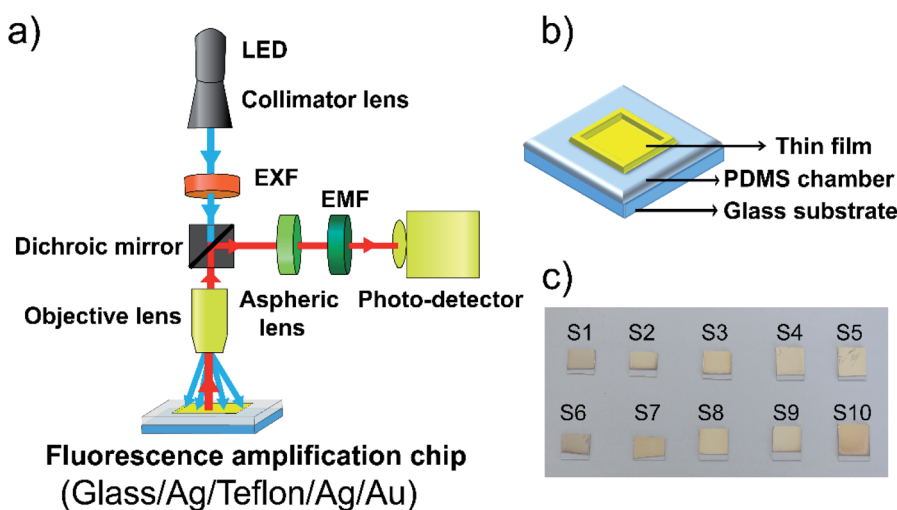 a)
LED
Collimator lens
EXF
EMF
Dichroic mirror
Objective lens
Aspheric
lens
Photo-detector
Fluorescence amplification chip
(Glass/Ag/Teflon/Ag/Au)
b)
Thin film
PDMS chamber
Glass substrate
c)
S1 S2 S3 S4 S5
S6 S7 S8 S9 S10